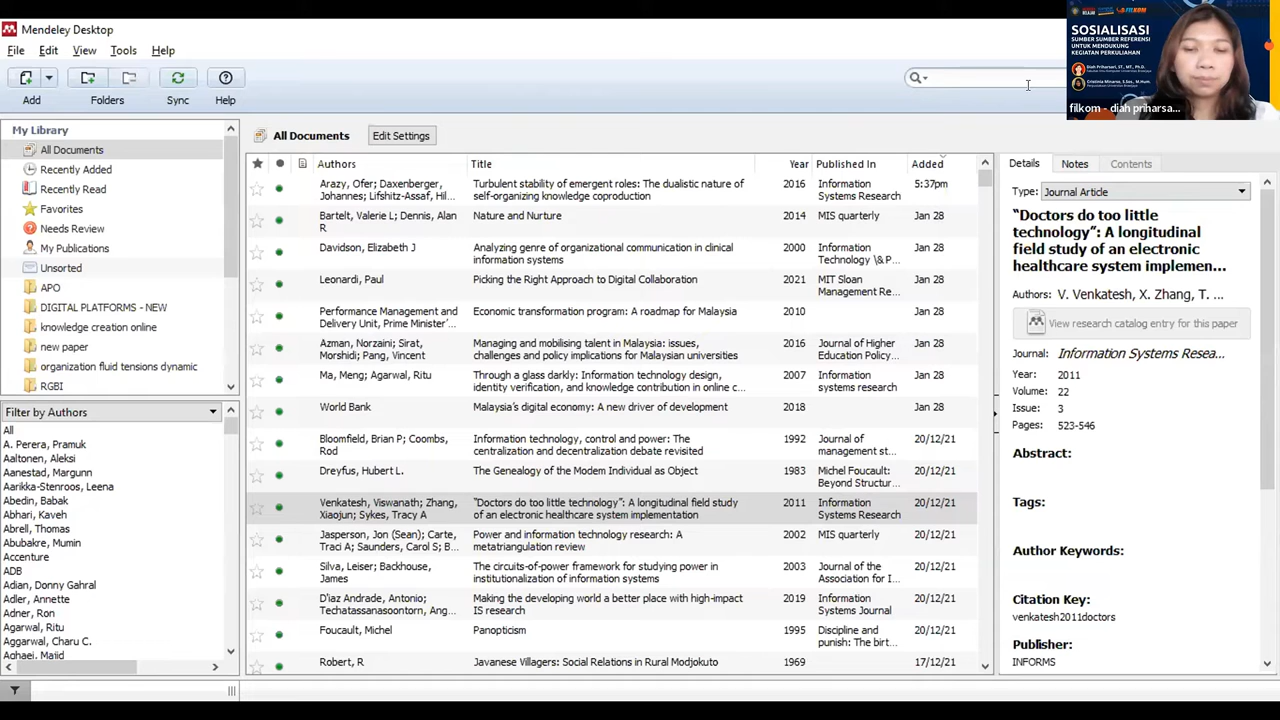 Mendeley Desktop
File Edit View Tools Help
Add Folders Sync Help
SOSIALISASI
SUMBER SUMBER REFERENSI
UNTUK MENDUKUNG
KEGIATAN PERKULIAHAN
filkom - diah priharsa...
My Library
All Documents
Recently Added
Recently Read
Favorites
Needs Review
My Publications
Unsorted
APO
DIGITAL PLATFORMS - NEW
knowledge creation online
new paper
organization fluid tensions dynamic
RGBI
Filter by Authors
All
A. Perera, Pramuk
Aaltonen, Aleksi
Aanestad, Margunn
Aarikka-Stenroos, Leena
Abedin, Babak
Abhari, Kaveh
Abrell, Thomas
Abubakre, Mumin
Accenture
ADB
Adian, Donny Gahral
Adler, Annette
Adner, Ron
Agarwal, Ritu
Aggarwal, Charu C.
Aghaei, Majid
All Documents Edit Settings
Authors Title Year Published In Added
Arazy, Ofer; Daxenberger, Turbulent stability of emergent roles: The dualistic nature of 2016 Information 5:37pm
Johannes; Lifshitz-Assaf, Hil... self-organizing knowledge coproduction Systems Research
Bartelt, Valerie L; Dennis, Alan Nature and Nurture 2014 MIS quarterly Jan 28
R
Davidson, Elizabeth J Analyzing genre of organizational communication in clinical 2000 Information Jan 28
information systems Technology \& P...
Leonardi, Paul Picking the Right Approach to Digital Collaboration 2021 MIT Sloan Jan 28
Management Re...
Performance Management and Economic transformation program: A roadmap for Malaysia 2010 Jan 28
Delivery Unit, Prime Minister'...
Azman, Norzaini; Sirat, Managing and mobilising talent in Malaysia: issues, 2016 Journal of Higher Jan 28
Morshidi; Pang, Vincent challenges and policy implications for Malaysian universities Education Policy...
Ma, Meng; Agarwal, Ritu Through a glass darkly: Information technology design, 2007 Information Jan 28
identity verification, and knowledge contribution in online c... systems research
World Bank Malaysia's digital economy: A new driver of development 2018 Jan 28
Bloomfield, Brian P; Coombs, Information technology, control and power: The 1992 Journal of 20/12/21
Rod centralization and decentralization debate revisited management st...
Dreyfus, Hubert L. The Genealogy of the Modern Individual as Object 1983 Michel Foucault: 20/12/21
Beyond Structur...
Venkatesh, Viswanath; Zhang, "Doctors do too little technology": A longitudinal field study 2011 Information 20/12/21
Xiaojun; Sykes, Tracy A of an electronic healthcare system implementation Systems Research
Jasperson, Jon (Sean); Carte, Power and information technology research: A 2002 MIS quarterly 20/12/21
Traci A; Saunders, Carol S; B... metatriangulation review
Silva, Leiser; Backhouse, The circuits-of-power framework for studying power in 2003 Journal of the 20/12/21
James institutionalization of information systems Association for I...
D'\iaz Andrade, Antonio; Making the developing world a better place with high-impact 2019 Information 20/12/21
Techatassanasoontorn, Ang... IS research Systems Journal
Foucault, Michel Panopticism 1995 Discipline and 20/12/21
punish: The birt...
Robert, R Javanese Villagers: Social Relations in Rural Modjokuto 1969 17/12/21
Details Notes Contents
Type: Journal Article
"Doctors do too little
technology": A longitudinal
field study of an electronic
healthcare system implemen...
Authors: V. Venkatesh, X. Zhang, T. ...
View research catalog entry for this paper
Journal: Information Systems Resea...
Year: 2011
Volume: 22
Issue: 3
Pages: 523-546
Abstract:
Tags:
Author Keywords:
Citation Key:
venkatesh2011doctors
Publisher:
INFORMS